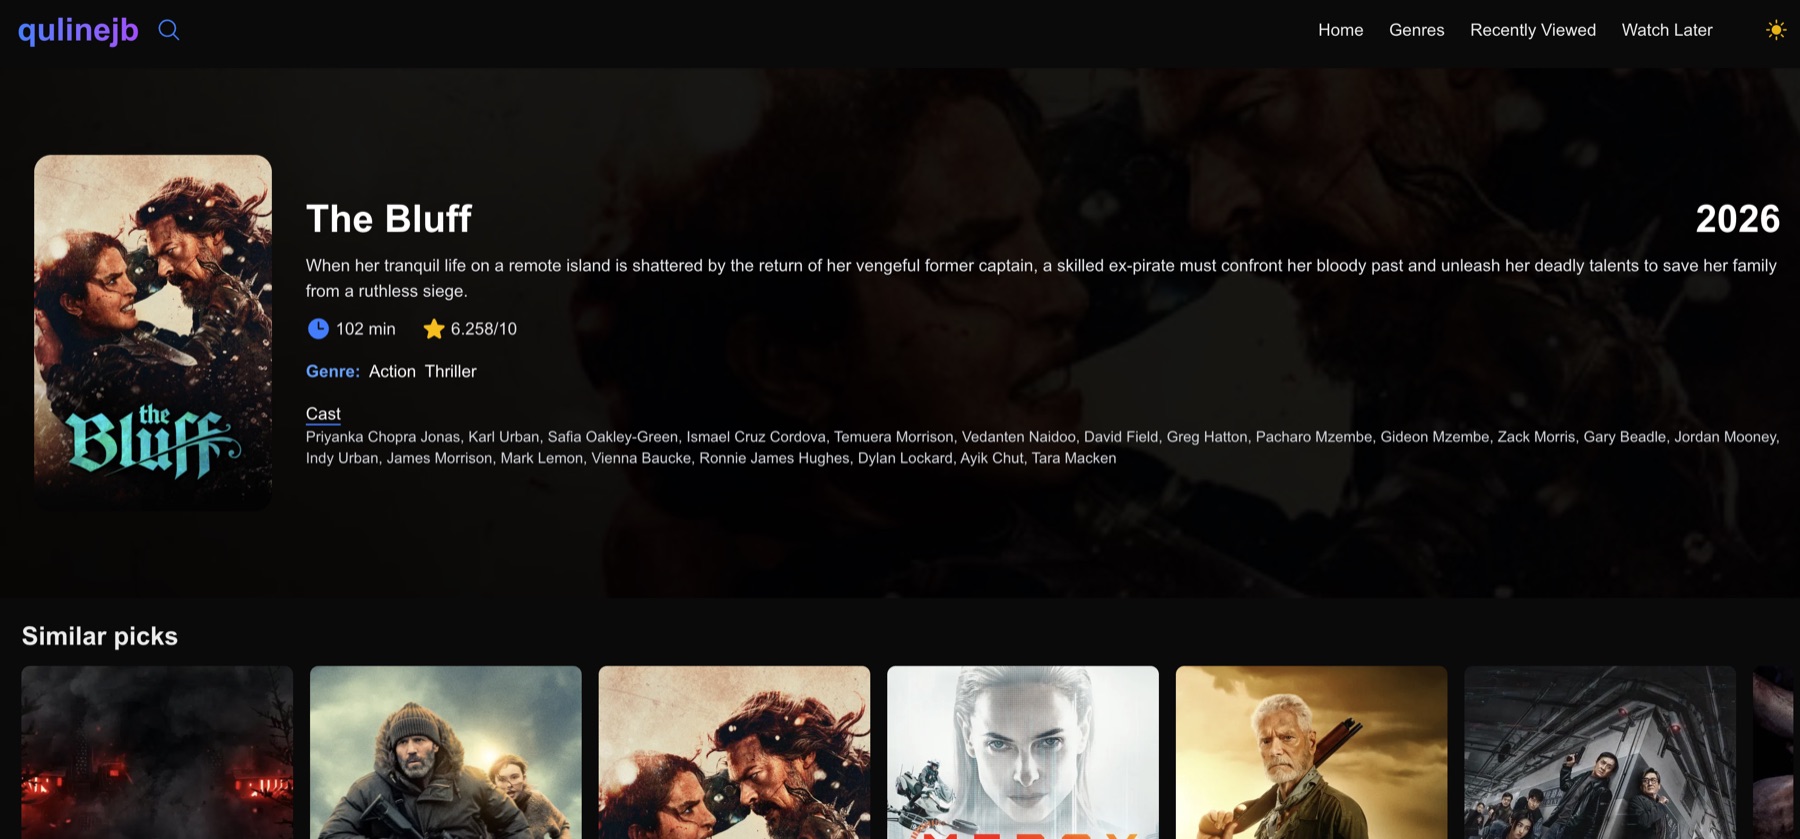 qulinejb
Home Genres Recently Viewed Watch Later
The Bluff
2026
When her tranquil life on a remote island is shattered by the return of her vengeful former captain, a skilled ex-pirate must confront her bloody past and unleash her deadly talents to save her family
from a ruthless siege.
102 min 6.258/10
Genre: Action Thriller
Cast
Priyanka Chopra Jonas, Karl Urban, Safia Oakley-Green, Ismael Cruz Cordova, Temuera Morrison, Vedanten Naidoo, David Field, Greg Hatton, Pacharo Mzembe, Gideon Mzembe, Zack Morris, Gary Beadle, Jordan Mooney,
Indy Urban, James Morrison, Mark Lemon, Vienna Baucke, Ronnie James Hughes, Dylan Lockard, Ayik Chut, Tara Macken
the
Bluff
Similar picks